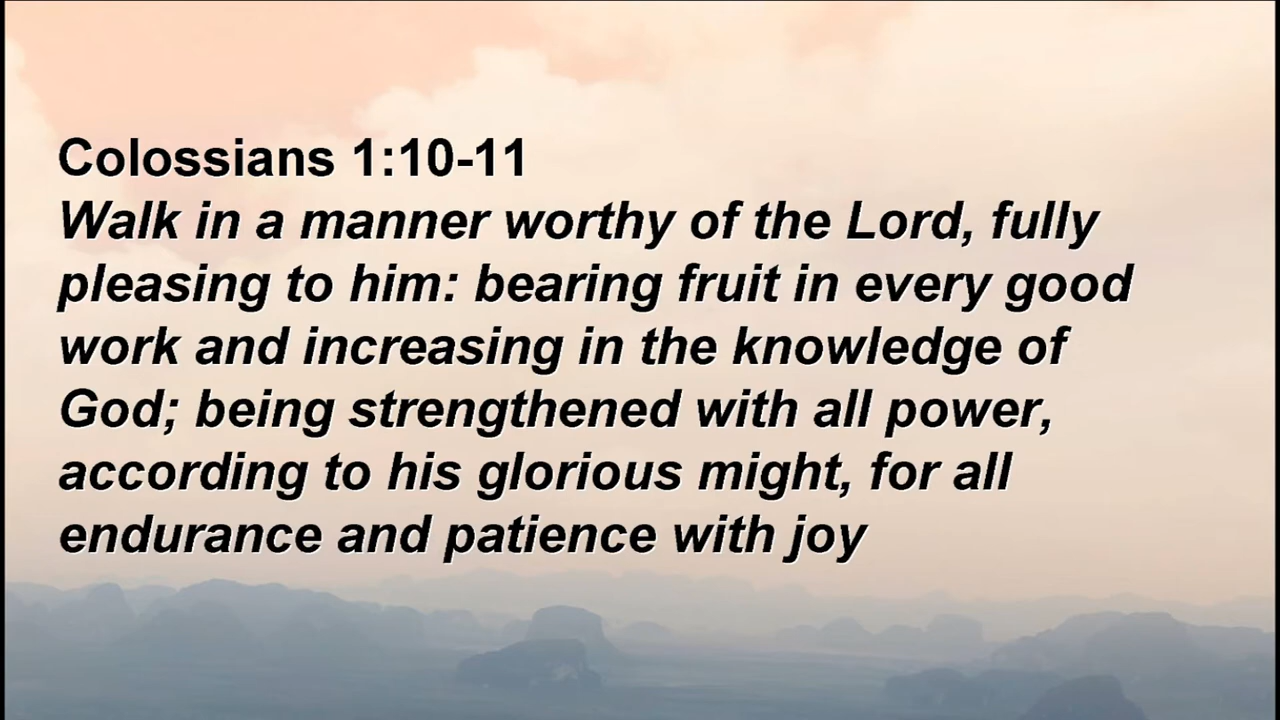 Colossians 1:10-11
Walk in a manner worthy of the Lord, fully
pleasing to him: bearing fruit in every good
work and increasing in the knowledge of
God; being strengthened with all power,
according to his glorious might, for all
endurance and patience with joy